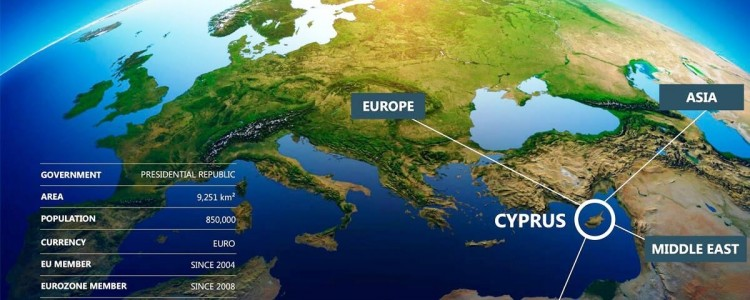 EUROPE
ASIA
CYPRUS
MIDDLE EAST
GOVERNMENT PRESIDENTIAL REPUBLIC
AREA 9,251 km²
POPULATION 850,000
CURRENCY EURO
EU MEMBER SINCE 2004
EUROZONE MEMBER SINCE 2008